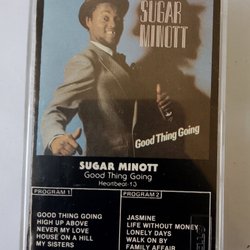 SUGAR
MINOTT
Good Thing Going
SUGAR MINOTT
Good Thing Going
Heartbeat-13
PROGRAM 1
GOOD THING GOING
HIGH UP ABOVE
NEVER MY LOVE
HOUSE ON A HILL
MY SISTERS
PROGRAM 2
JASMINE
LIFE WITHOUT MONEY
LONELY DAYS
WALK ON BY
FAMILY AFFAIR